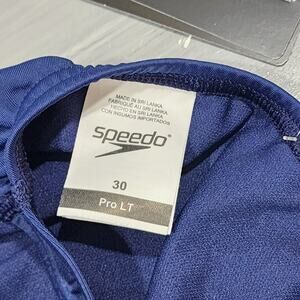 MADE IN SRI LANKA
FABRIQUÉ AU SRI LANKA
HECHO EN SRI LANKA
CON INSUMOS IMPORTADOS
speedo
30
Pro LT